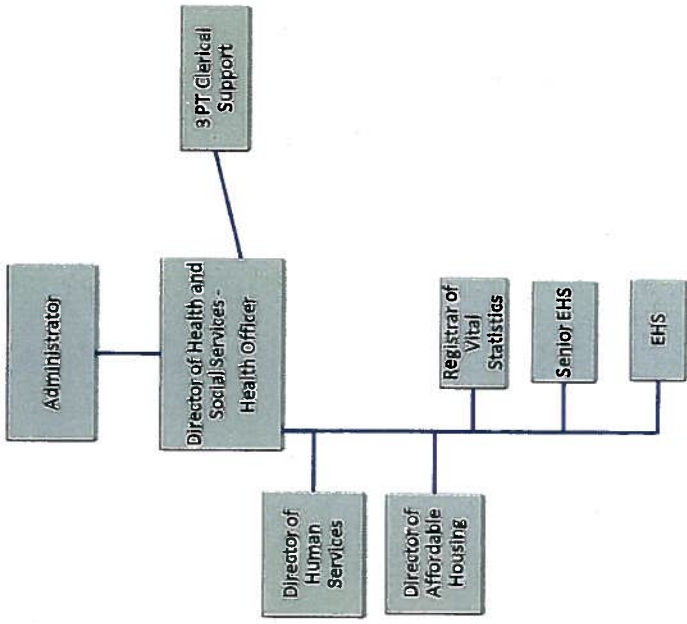 Administrator
Director of Health and
Social Services -
Health Officer
3 PT Clerical
Support
Director of
Human
Services
Director of
Affordable
Housing
Registrar of
Vital
Statistics
Senior EHS
EHS